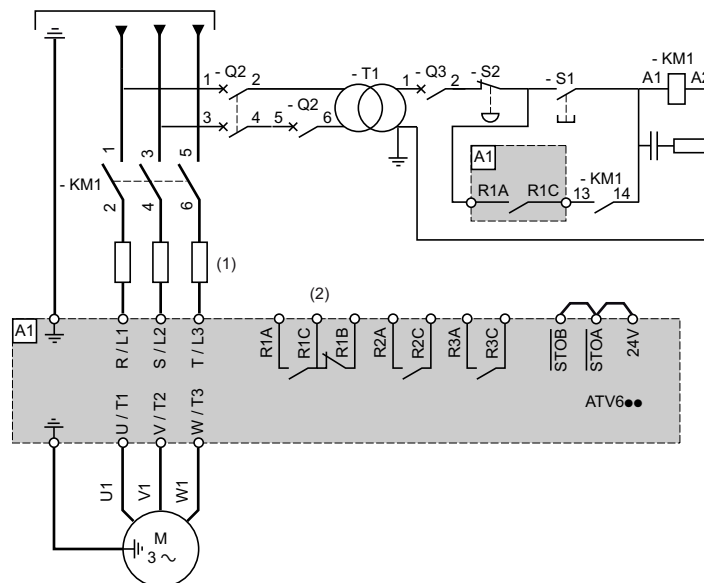 - Q2
1
2
3
4
5
- Q2
6
- T1
1
- Q3
2
- S2
- S1
- KM1
A1
A2
A1
R1A
R1C
- KM1
13
14
- KM1
1
3
5
2
4
6
(1)
(2)
A1
R / L1
S / L2
T / L3
R1A
R1C
R1B
R2A
R2C
R3A
R3C
STOB
STOA
24V
ATV6●●
U / T1
V / T2
W / T3
U1
V1
W1
M
3 ~